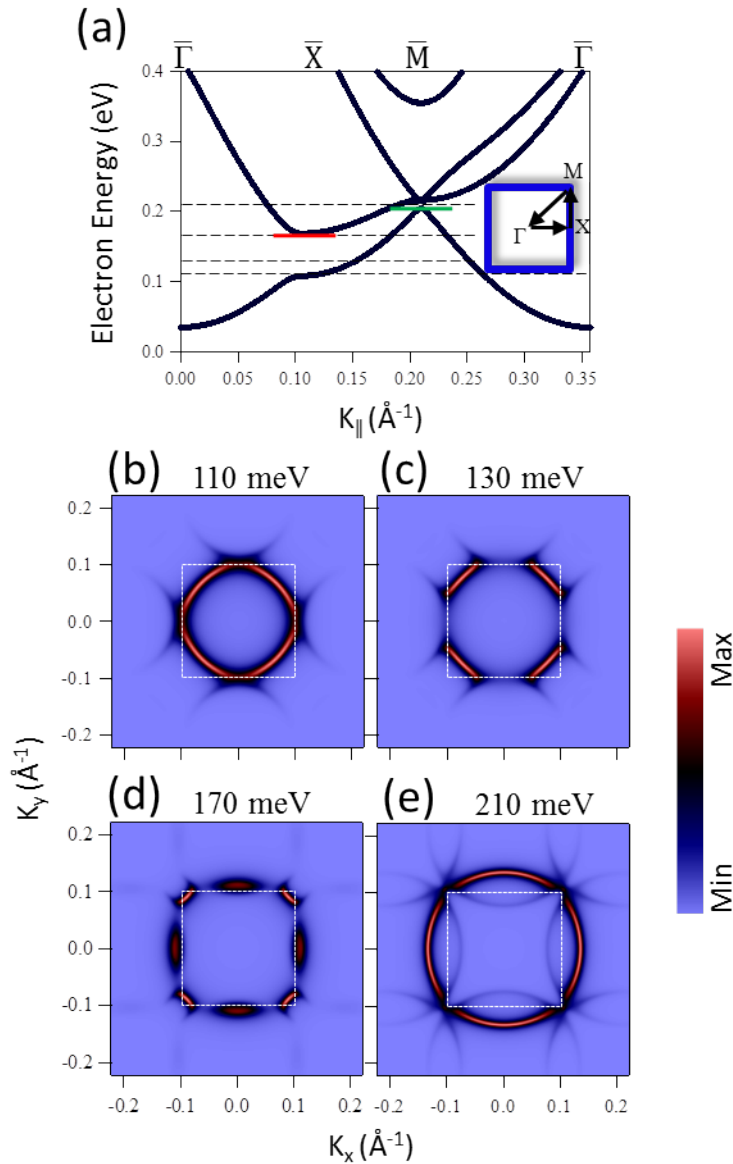 (a)
Γ̅ X̅ M̅ Γ̅
0.4
0.3
0.2
0.1
0.0
Electron Energy (eV)
M
Γ X
0.00 0.05 0.10 0.15 0.20 0.25 0.30 0.35
K∥ (Å⁻¹)
(b) 110 meV (c) 130 meV
0.2
0.1
0.0
-0.1
-0.2
(d) 170 meV (e) 210 meV
0.2
0.1
0.0
-0.1
-0.2
Ky (Å⁻¹)
-0.2 -0.1 0.0 0.1 0.2 -0.2 -0.1 0.0 0.1 0.2
Kx (Å⁻¹)
Max
Min